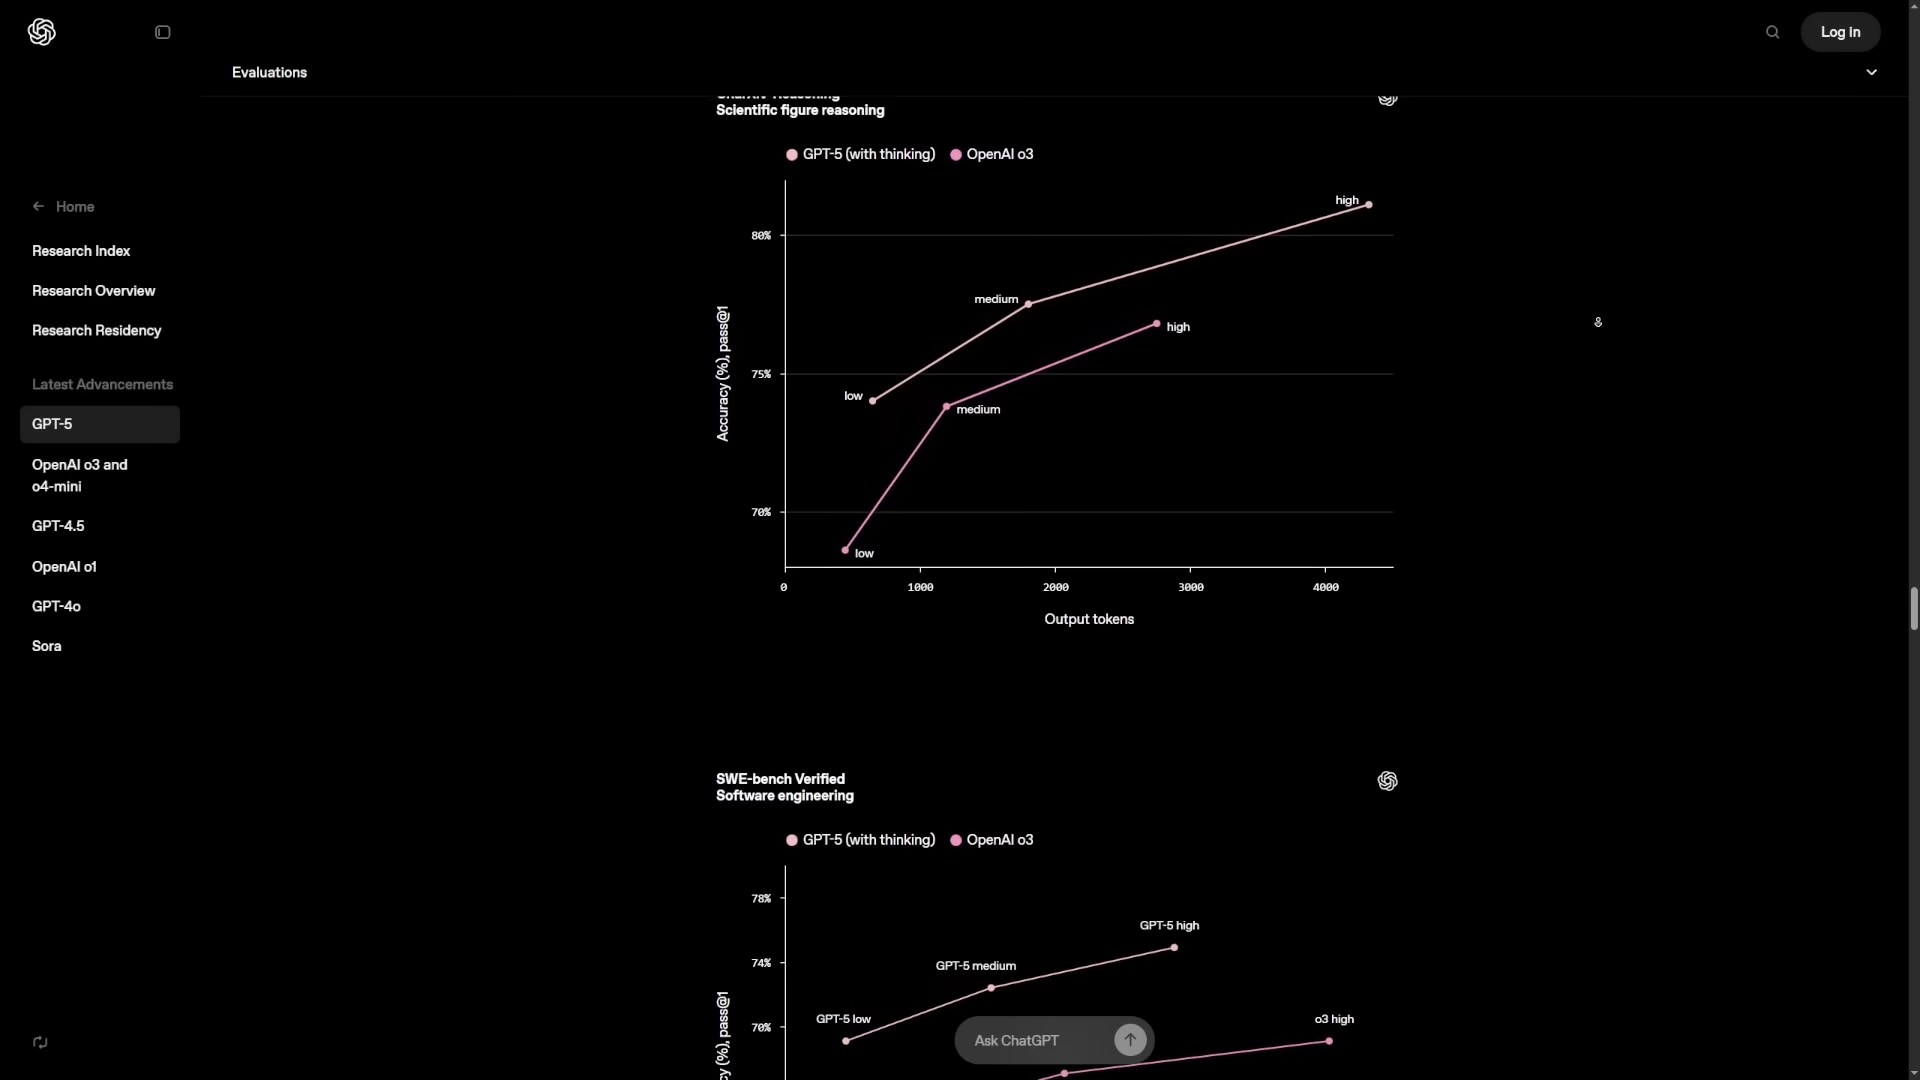 Log in
Evaluations
Scientific figure reasoning
GPT-5 (with thinking) OpenAI o3
Home
Research Index
Research Overview
Research Residency
Latest Advancements
GPT-5
OpenAI o3 and
o4-mini
GPT-4.5
OpenAI o1
GPT-4o
Sora
high
80%
medium
high
75%
low
medium
70%
low
Accuracy (%), pass@1
0 1000 2000 3000 4000
Output tokens
SWE-bench Verified
Software engineering
GPT-5 (with thinking) OpenAI o3
78%
GPT-5 high
74%
GPT-5 medium
GPT-5 low
70%
o3 high
(%), pass@1
Ask ChatGPT